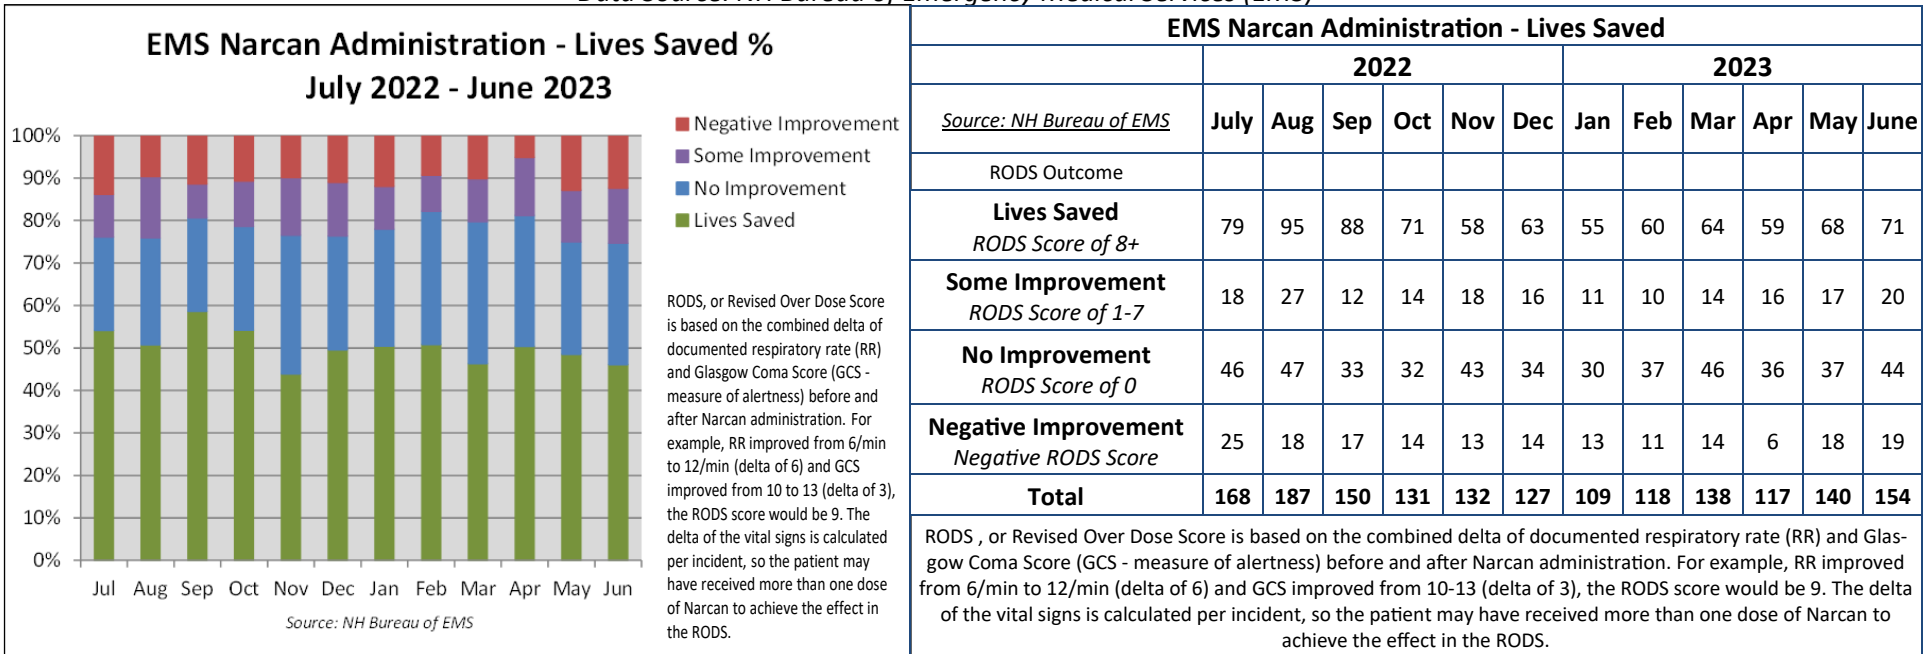 Data Source: NH Bureau of Emergency Medical Services (EMS)
EMS Narcan Administration - Lives Saved %
July 2022 - June 2023
100%
90%
80%
70%
60%
50%
40%
30%
20%
10%
0%
Jul Aug Sep Oct Nov Dec Jan Feb Mar Apr May Jun
Source: NH Bureau of EMS
Negative Improvement
Some Improvement
No Improvement
Lives Saved
RODS, or Revised Over Dose Score
is based on the combined delta of
documented respiratory rate (RR)
and Glasgow Coma Score (GCS -
measure of alertness) before and
after Narcan administration. For
example, RR improved from 6/min
to 12/min (delta of 6) and GCS
improved from 10 to 13 (delta of 3),
the RODS score would be 9. The
delta of the vital signs is calculated
per incident, so the patient may
have received more than one dose
of Narcan to achieve the effect in
the RODS.
EMS Narcan Administration - Lives Saved
2022 2023
Source: NH Bureau of EMS July Aug Sep Oct Nov Dec Jan Feb Mar Apr May June
RODS Outcome
Lives Saved
RODS Score of 8+
79 95 88 71 58 63 55 60 64 59 68 71
Some Improvement
RODS Score of 1-7
18 27 12 14 18 16 11 10 14 16 17 20
No Improvement
RODS Score of 0
46 47 33 32 43 34 30 37 46 36 37 44
Negative Improvement
Negative RODS Score
25 18 17 14 13 14 13 11 14 6 18 19
Total 168 187 150 131 132 127 109 118 138 117 140 154
RODS , or Revised Over Dose Score is based on the combined delta of documented respiratory rate (RR) and Glas-
gow Coma Score (GCS - measure of alertness) before and after Narcan administration. For example, RR improved
from 6/min to 12/min (delta of 6) and GCS improved from 10-13 (delta of 3), the RODS score would be 9. The delta
of the vital signs is calculated per incident, so the patient may have received more than one dose of Narcan to
achieve the effect in the RODS.